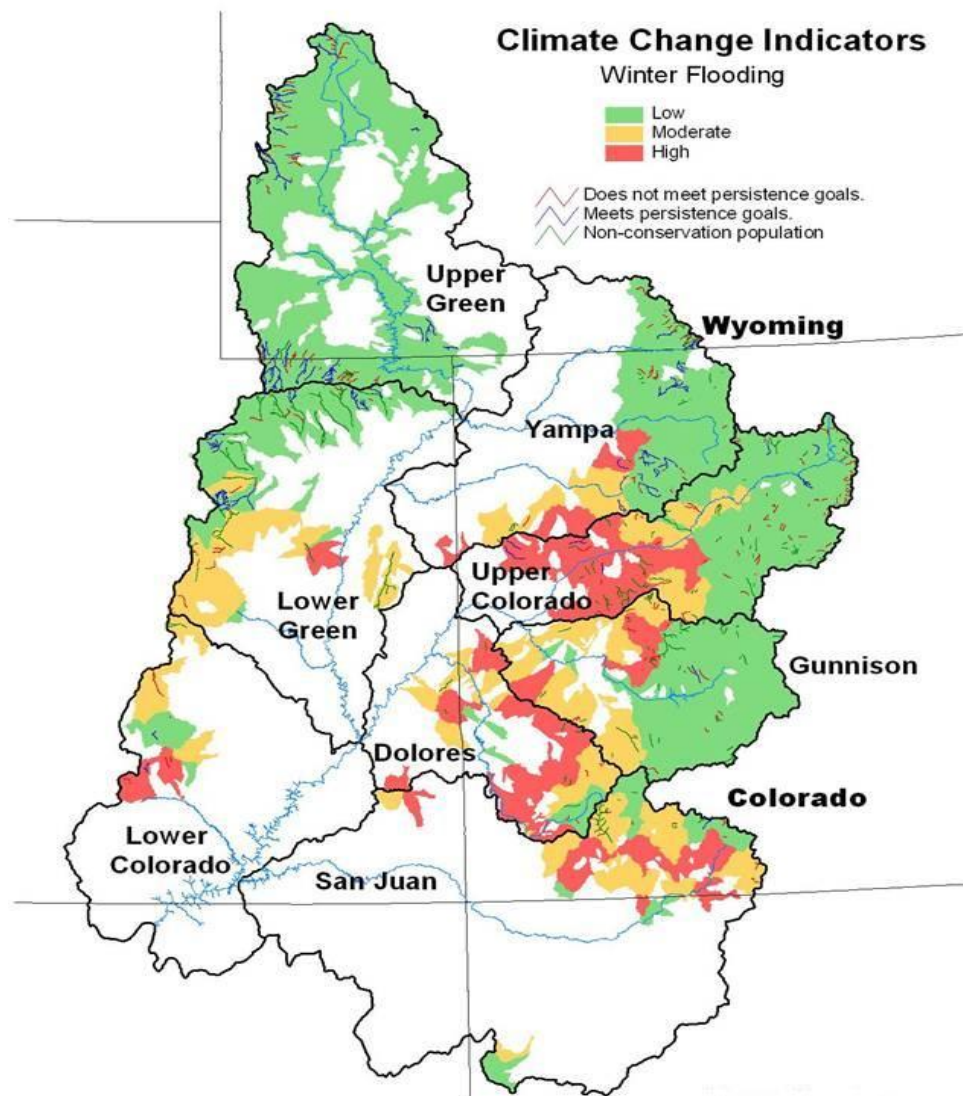 Climate Change Indicators
Winter Flooding
Low
Moderate
High
Does not meet persistence goals.
Meets persistence goals.
Non-conservation population
Upper
Green
Wyoming
Yampa
Upper
Colorado
Lower
Green
Gunnison
Dolores
Colorado
Lower
Colorado
San Juan